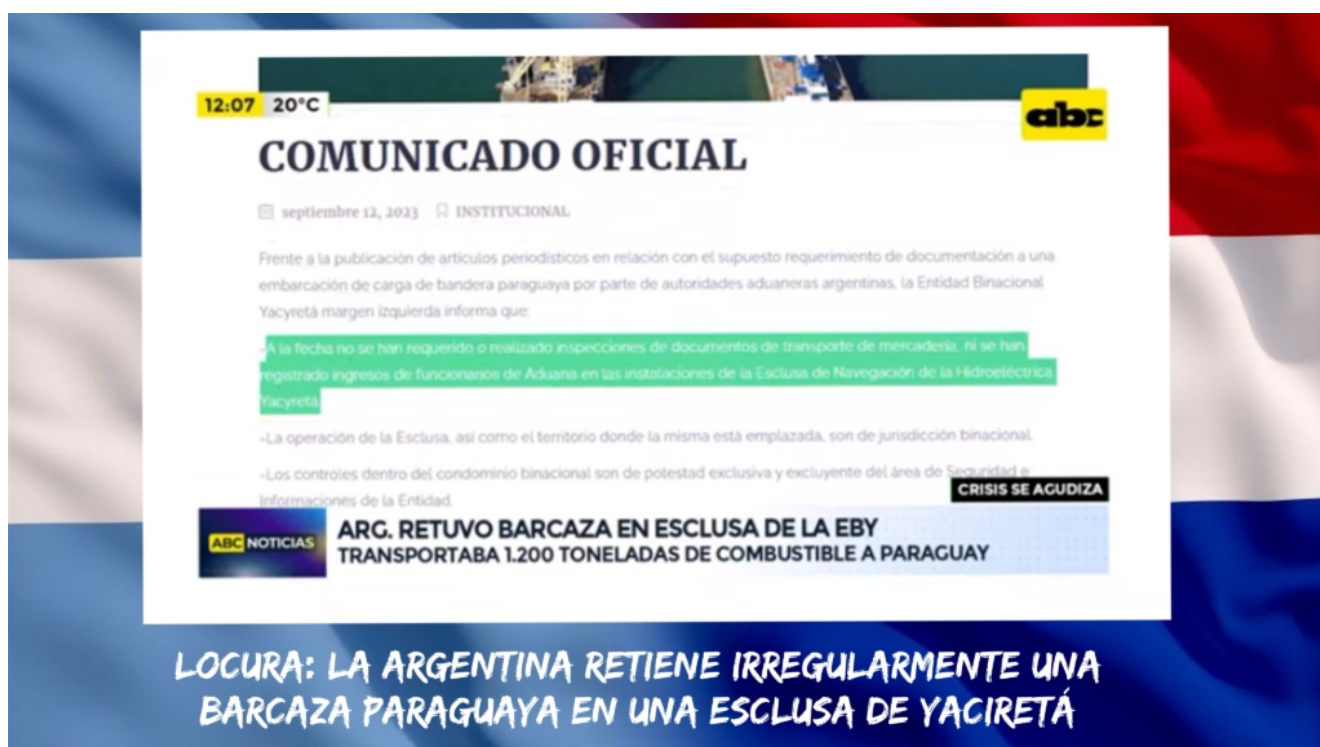 12:07 20°C
abc
COMUNICADO OFICIAL
septiembre 12, 2023 INSTITUCIONAL
Frente a la publicación de artículos periodísticos en relación con el supuesto requerimiento de documentación a una
embarcación de carga de bandera paraguaya por parte de autoridades aduaneras argentinas, la Entidad Binacional
Yacyretá margen izquierda informa que:
-A la fecha no se han requerido o realizado inspecciones de documentos de transporte de mercadería, ni se han
registrado ingresos de funcionarios de Aduana en las instalaciones de la Esclusa de Navegación de la Hidroeléctrica
Yacyretá.
-La operación de la Esclusa, así como el territorio donde la misma está emplazada, son de jurisdicción binacional.
-Los controles dentro del condominio binacional son de potestad exclusiva y excluyente del área de Seguridad e
Informaciones de la Entidad.
CRISIS SE AGUDIZA
ABC NOTICIAS
ARG. RETUVO BARCAZA EN ESCLUSA DE LA EBY
TRANSPORTABA 1.200 TONELADAS DE COMBUSTIBLE A PARAGUAY
LOCURA: LA ARGENTINA RETIENE IRREGULARMENTE UNA
BARCAZA PARAGUAYA EN UNA ESCLUSA DE YACIRETÁ